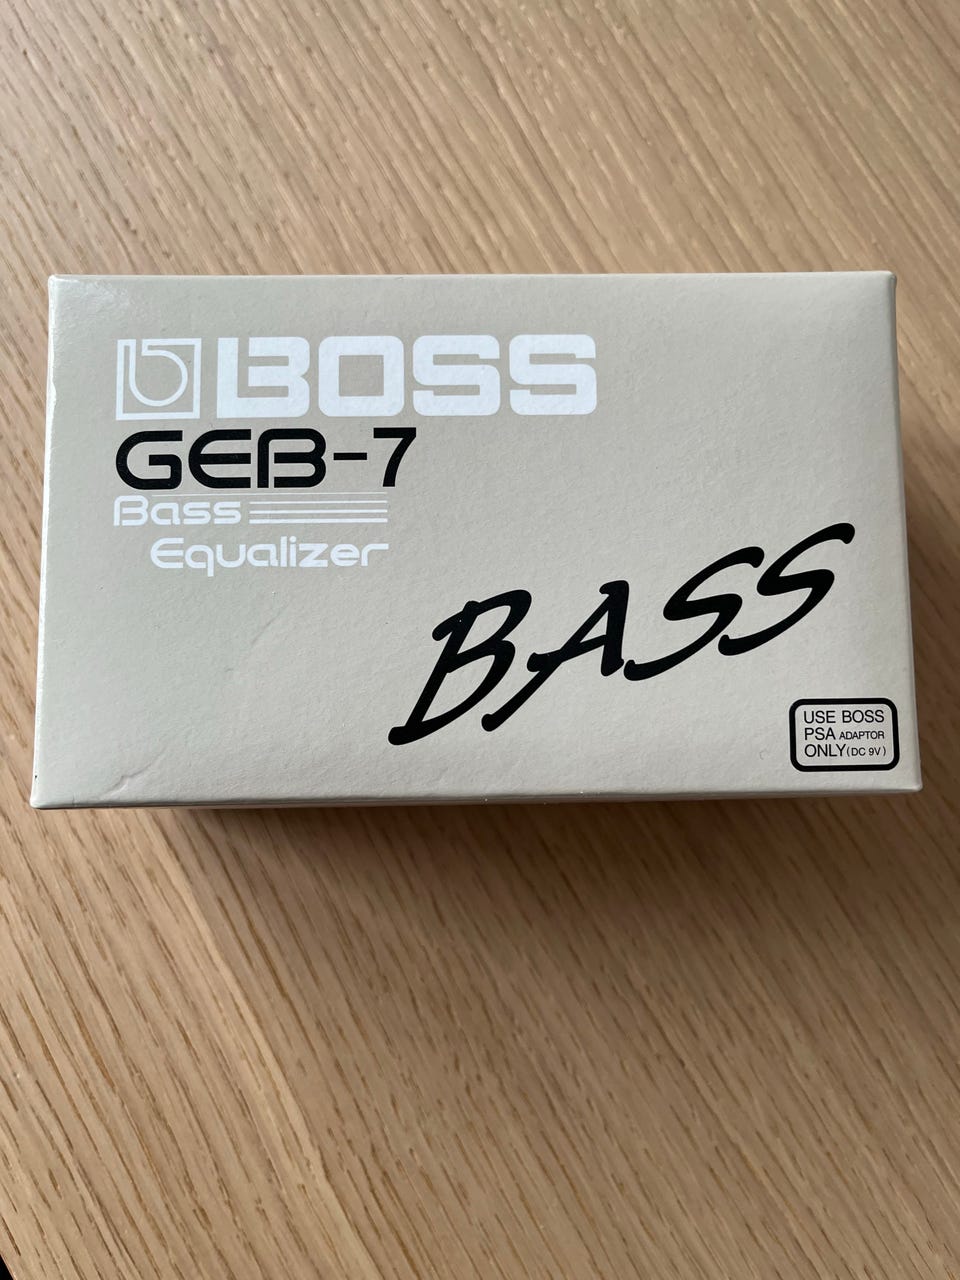 BOSS
GEB-7
Bass
Equalizer
BASS
USE BOSS
PSA ADAPTOR
ONLY (DC 9V)